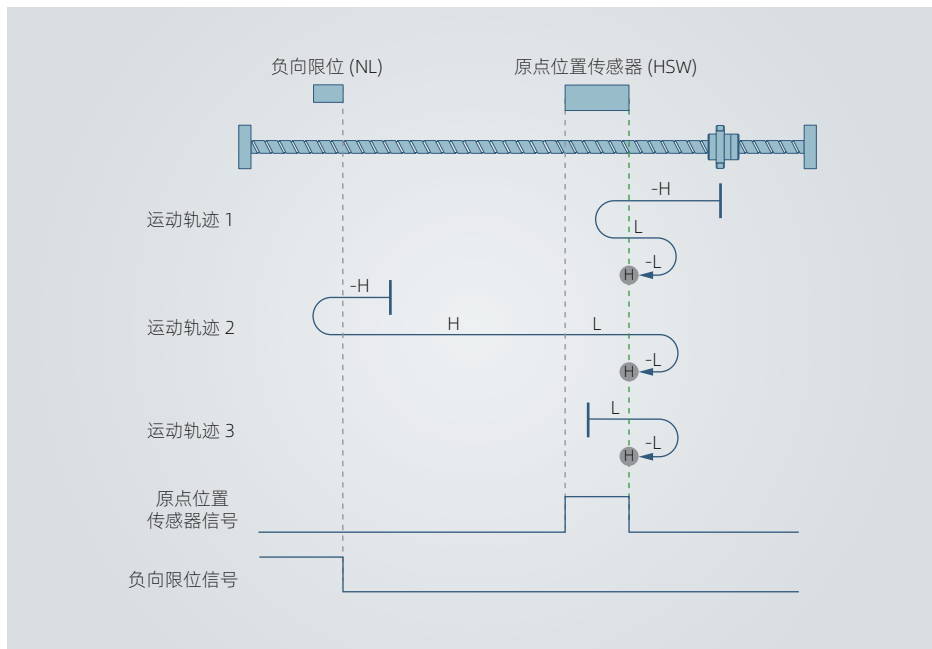 负向限位 (NL)
原点位置传感器 (HSW)
运动轨迹 1
-H
L
-L
H
运动轨迹 2
-H
H
L
-L
H
运动轨迹 3
L
-L
H
原点位置
传感器信号
负向限位信号